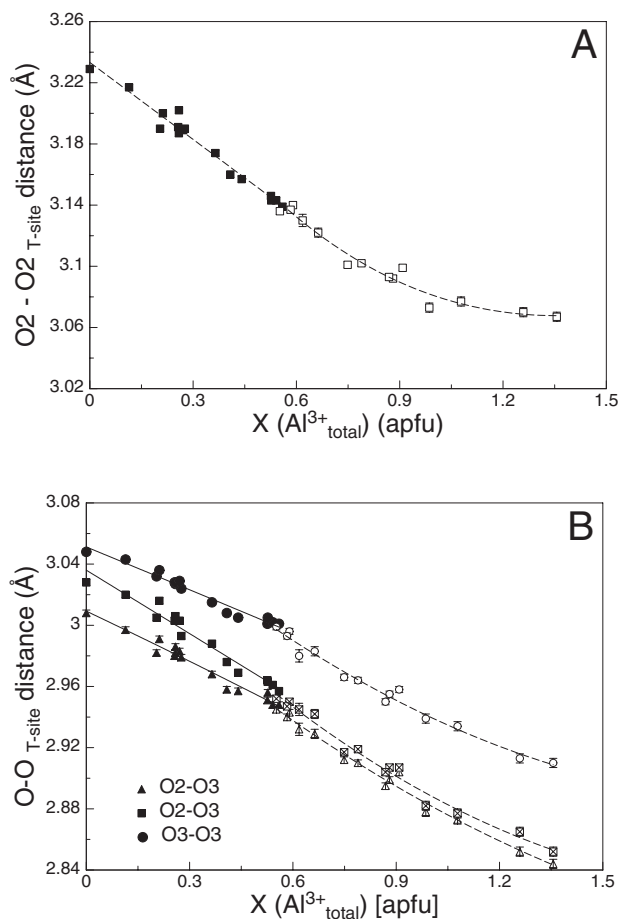 A
3.26
3.22
3.18
3.14
3.1
3.06
3.02
O2 - O2 T-site distance (Å)
0 0.3 0.6 0.9 1.2 1.5
X (Al3+total) (apfu)
B
3.08
3.04
3
2.96
2.92
2.88
2.84
O-O T-site distance (Å)
O2-O3
O2-O3
O3-O3
0 0.3 0.6 0.9 1.2 1.5
X (Al3+total) [apfu]